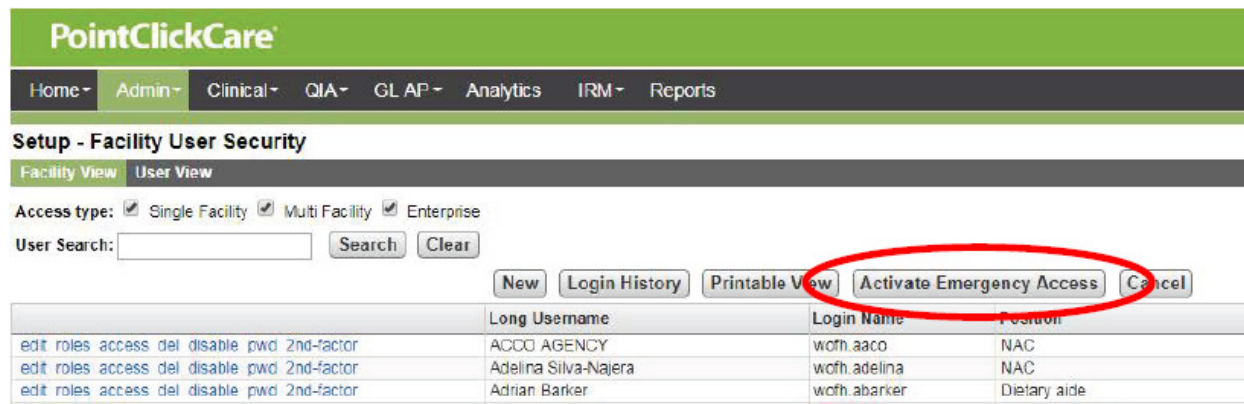 PointClickCare
Home Admin Clinical QIA GL AP Analytics IRM Reports
Setup - Facility User Security
Facility View User View
Access type: Single Facility Multi Facility Enterprise
User Search: Search Clear
New Login History Printable View Activate Emergency Access Cancel
Long Username Login Name Position
edit roles access del disable pwd 2nd-factor ACCO AGENCY wofh.aaco NAC
edit roles access del disable pwd 2nd-factor Adelina Silva-Najera wofh.adelina NAC
edit roles access del disable pwd 2nd-factor Adrian Barker wofh.abarker Dietary aide